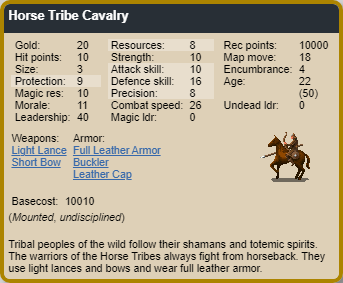 Horse Tribe Cavalry
Gold: 20 Resources: 8 Rec points: 10000
Hit points: 10 Strength: 10 Map move: 18
Size: 3 Attack skill: 10 Encumbrance: 4
Protection: 9 Defence skill: 16 Age: 22
Magic res: 10 Precision: 8 (50)
Morale: 11 Combat speed: 26 Undead ldr: 0
Leadership: 40 Magic ldr: 0
Weapons: Armor:
Light Lance Full Leather Armor
Short Bow Buckler
Leather Cap
Basecost: 10010
(Mounted, undisciplined)
Tribal peoples of the wild follow their shamans and totemic spirits.
The warriors of the Horse Tribes always fight from horseback. They
use light lances and bows and wear full leather armor.